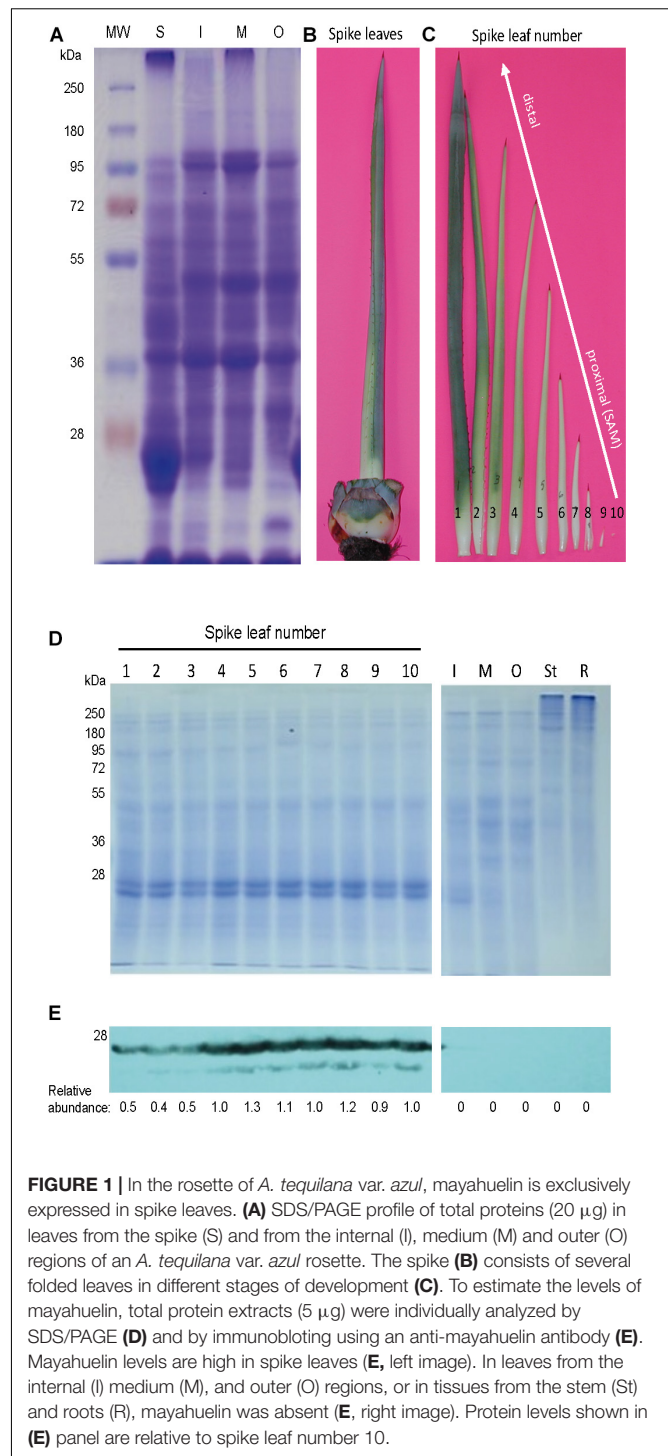 A MW S I M O B Spike leaves C Spike leaf number
kDa
250
180
95
72
55
36
28
distal
proximal (SAM)
1 2 3 4 5 6 7 8 9 10
D Spike leaf number
1 2 3 4 5 6 7 8 9 10 I M O St R
kDa
250
180
95
72
55
36
28
E
28
Relative
abundance: 0.5 0.4 0.5 1.0 1.3 1.1 1.0 1.2 0.9 1.0 0 0 0 0 0
FIGURE 1 | In the rosette of A. tequilana var. azul, mayahuelin is exclusively
expressed in spike leaves. (A) SDS/PAGE profile of total proteins (20 μg) in
leaves from the spike (S) and from the internal (I), medium (M) and outer (O)
regions of an A. tequilana var. azul rosette. The spike (B) consists of several
folded leaves in different stages of development (C). To estimate the levels of
mayahuelin, total protein extracts (5 μg) were individually analyzed by
SDS/PAGE (D) and by immunobloting using an anti-mayahuelin antibody (E).
Mayahuelin levels are high in spike leaves (E, left image). In leaves from the
internal (I) medium (M), and outer (O) regions, or in tissues from the stem (St)
and roots (R), mayahuelin was absent (E, right image). Protein levels shown in
(E) panel are relative to spike leaf number 10.